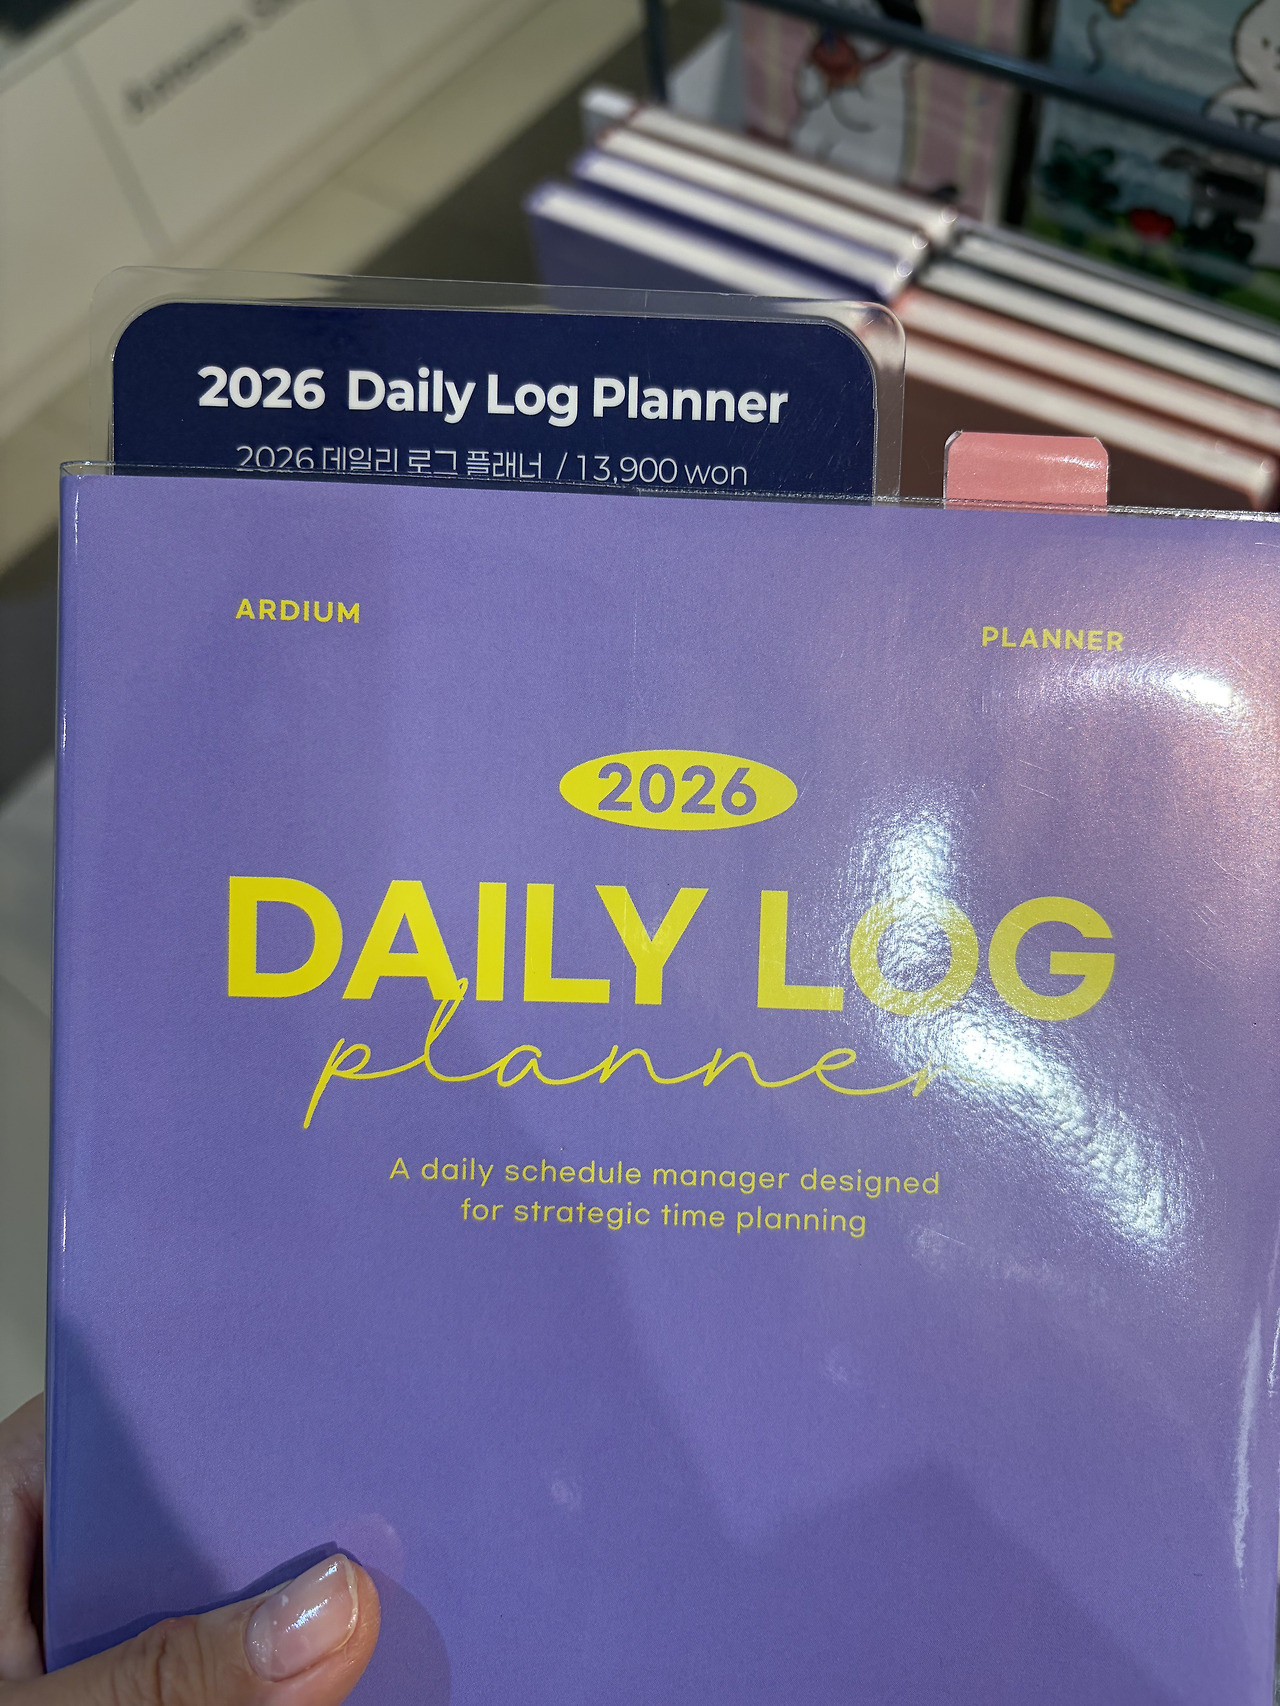 2026 Daily Log Planner
2026 데일리 로그 플래너 / 13,900 won
ARDIUM
PLANNER
2026
DAILY LOG
planner
A daily schedule manager designed
for strategic time planning